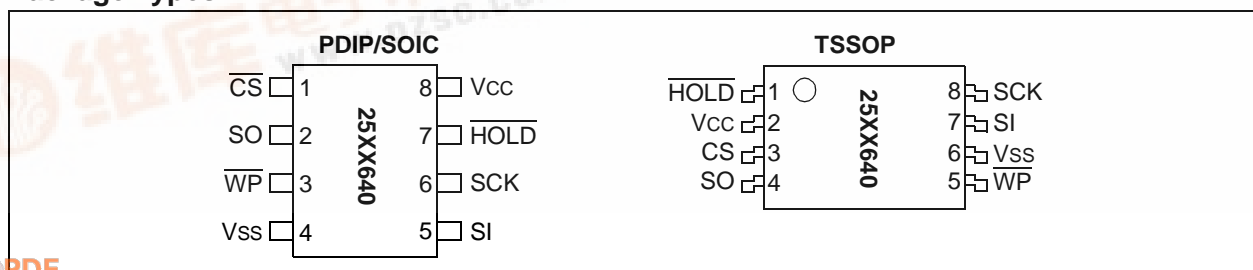 PDIP/SOIC
CS 1 8 VCC
SO 2 7 HOLD
WP 3 6 SCK
VSS 4 5 SI
25XX640
TSSOP
HOLD 1 8 SCK
VCC 2 7 SI
CS 3 6 VSS
SO 4 5 WP
25XX640
PDF